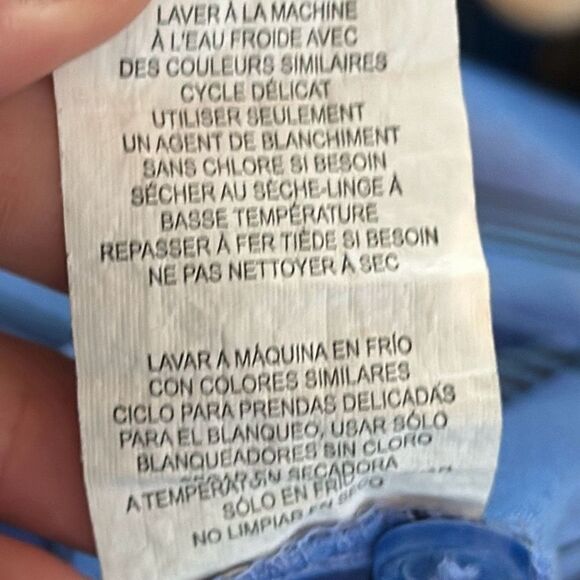 LAVER À LA MACHINE
À L'EAU FROIDE AVEC
DES COULEURS SIMILAIRES
CYCLE DÉLICAT
UTILISER SEULEMENT
UN AGENT DE BLANCHIMENT
SANS CHLORE SI BESOIN
SÉCHER AU SÈCHE-LINGE À
BASSE TEMPÉRATURE
REPASSER À FER TIÈDE SI BESOIN
NE PAS NETTOYER À SEC
LAVAR A MÁQUINA EN FRÍO
CON COLORES SIMILARES
CICLO PARA PRENDAS DELICADAS
PARA EL BLANQUEO, USAR SÓLO
BLANQUEADORES SIN CLORO
EN SECADORA
A
SÓLO EN
NO LIMPIAR